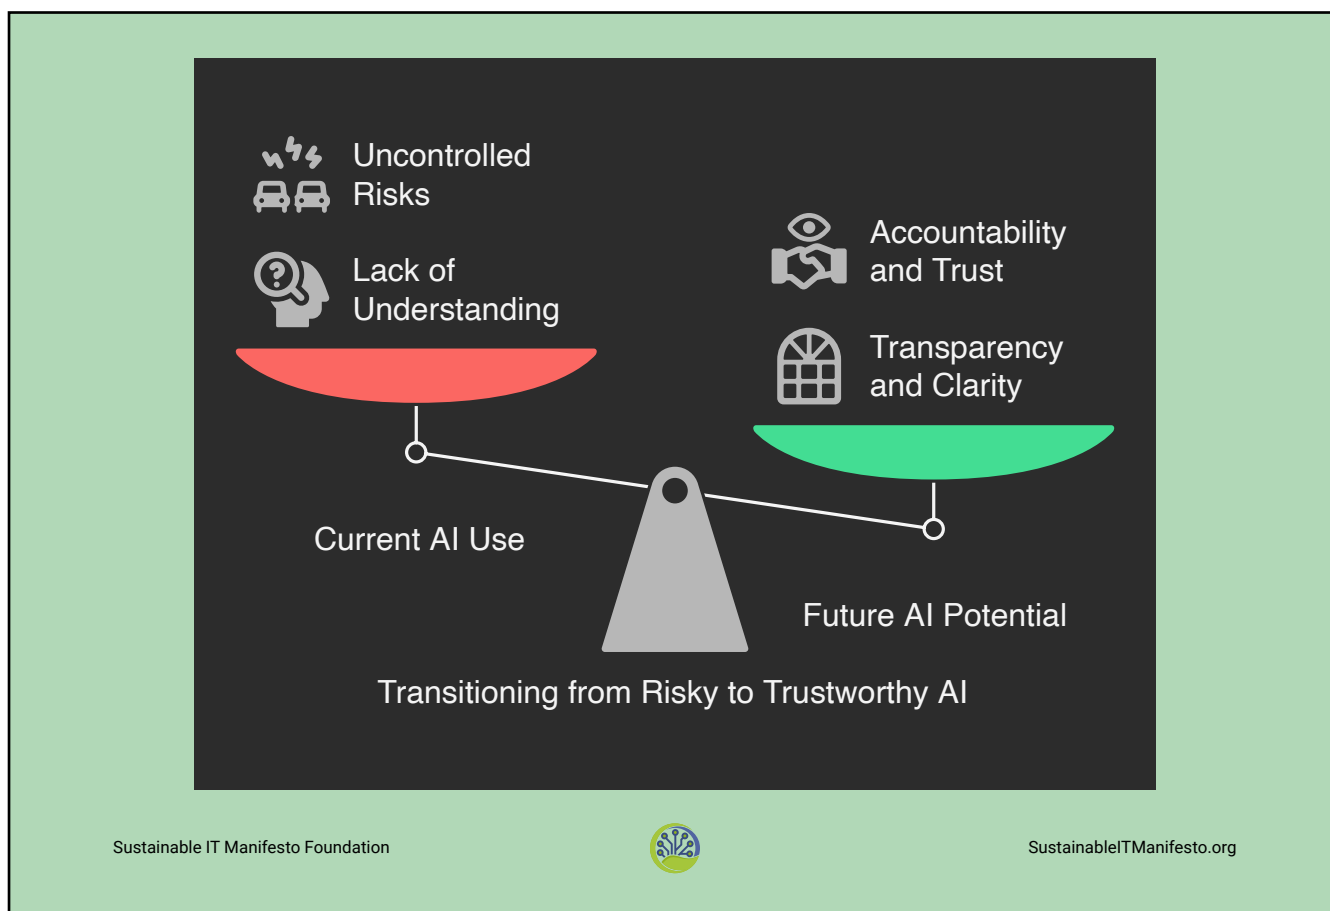 Uncontrolled
Risks
Lack of
Understanding
Accountability
and Trust
Transparency
and Clarity
Current AI Use
Future AI Potential
Transitioning from Risky to Trustworthy AI
Sustainable IT Manifesto Foundation
SustainableITManifesto.org